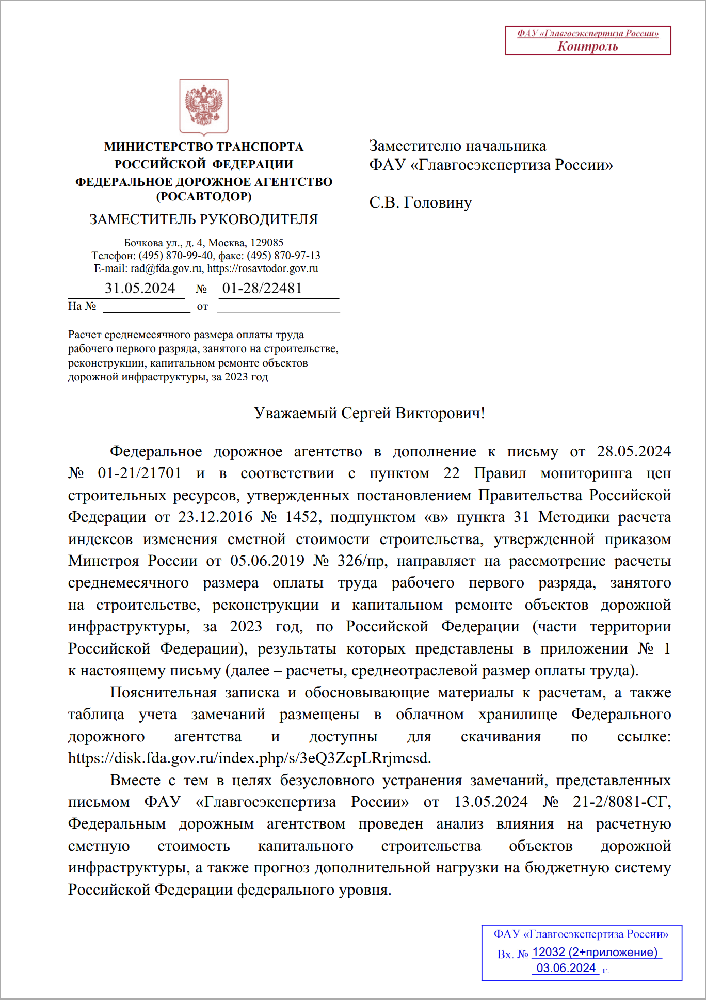 ФАУ «Главгосэкспертиза России»
Контроль
МИНИСТЕРСТВО ТРАНСПОРТА
РОССИЙСКОЙ ФЕДЕРАЦИИ
ФЕДЕРАЛЬНОЕ ДОРОЖНОЕ АГЕНТСТВО
(РОСАВТОДОР)
ЗАМЕСТИТЕЛЬ РУКОВОДИТЕЛЯ
Бочкова ул., д. 4, Москва, 129085
Телефон: (495) 870-99-40, факс: (495) 870-97-13
E-mail: rad@fda.gov.ru, https://rosavtodor.gov.ru
31.05.2024 № 01-28/22481
На № от
Заместителю начальника
ФАУ «Главгосэкспертиза России»
С.В. Головину
Расчет среднемесячного размера оплаты труда
рабочего первого разряда, занятого на строительстве,
реконструкции, капитальном ремонте объектов
дорожной инфраструктуры, за 2023 год
Уважаемый Сергей Викторович!
Федеральное дорожное агентство в дополнение к письму от 28.05.2024
№ 01-21/21701 и в соответствии с пунктом 22 Правил мониторинга цен
строительных ресурсов, утвержденных постановлением Правительства Российской
Федерации от 23.12.2016 № 1452, подпунктом «в» пункта 31 Методики расчета
индексов изменения сметной стоимости строительства, утвержденной приказом
Минстроя России от 05.06.2019 № 326/пр, направляет на рассмотрение расчеты
среднемесячного размера оплаты труда рабочего первого разряда, занятого
на строительстве, реконструкции и капитальном ремонте объектов дорожной
инфраструктуры, за 2023 год, по Российской Федерации (части территории
Российской Федерации), результаты которых представлены в приложении № 1
к настоящему письму (далее – расчеты, среднеотраслевой размер оплаты труда).
Пояснительная записка и обосновывающие материалы к расчетам, а также
таблица учета замечаний размещены в облачном хранилище Федерального
дорожного агентства и доступны для скачивания по ссылке:
https://disk.fda.gov.ru/index.php/s/3eQ3ZcpLRrjmcsd.
Вместе с тем в целях безусловного устранения замечаний, представленных
письмом ФАУ «Главгосэкспертиза России» от 13.05.2024 № 21-2/8081-СГ,
Федеральным дорожным агентством проведен анализ влияния на расчетную
сметную стоимость капитального строительства объектов дорожной
инфраструктуры, а также прогноз дополнительной нагрузки на бюджетную систему
Российской Федерации федерального уровня.
ФАУ «Главгосэкспертиза России»
Вх. № 12032 (2+приложение)
03.06.2024 г.